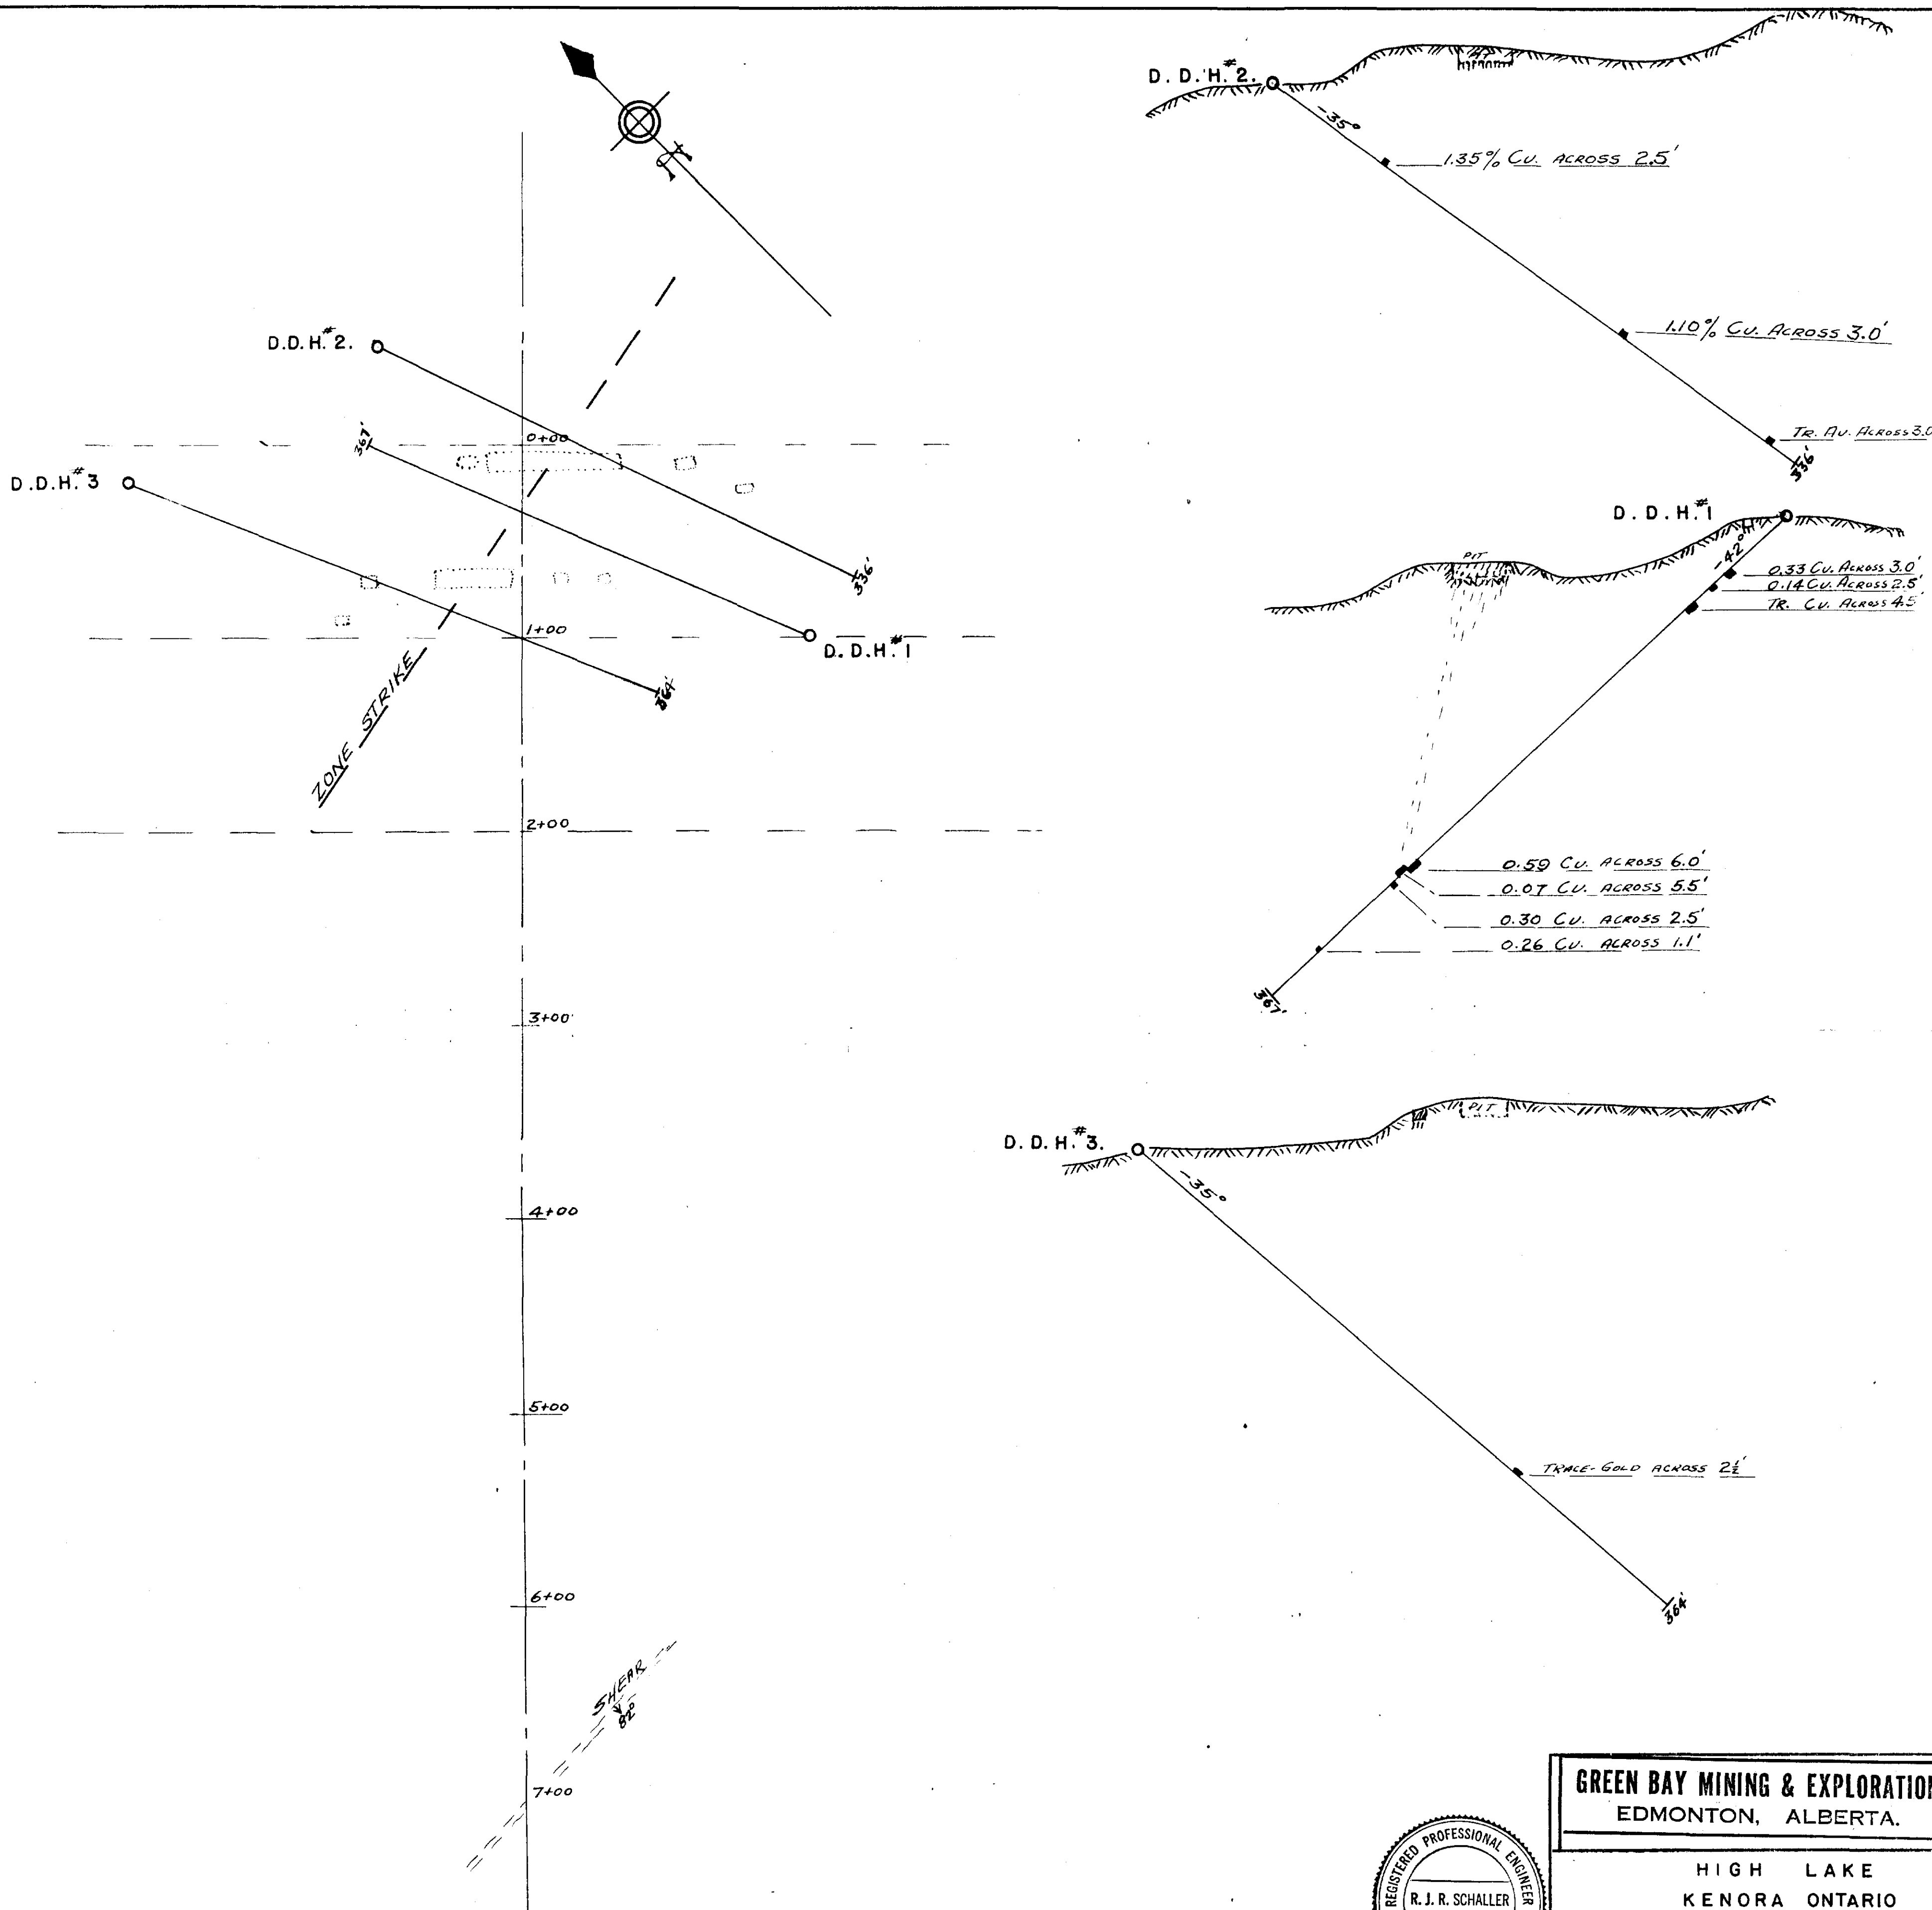 D. D. H. #2.
PIT
-35°
1.35% Cu. ACROSS 2.5'
1.10% Cu. ACROSS 3.0'
TR. AU. ACROSS 3.0
336'
D.D.H. #2.
367'
0+00
D.D.H. #3
336'
1+00
D. D.H. #1
364'
ZONE STRIKE
2+00
3+00
4+00
5+00
6+00
SHEAR
82°
7+00
D. D. H. #1
PIT
-42°
0.33 Cu. ACROSS 3.0'
0.14 Cu. ACROSS 2.5'
TR. Cu. ACROSS 4.5'
0.59 Cu. ACROSS 6.0'
0.07 Cu. ACROSS 5.5'
0.30 Cu. ACROSS 2.5'
0.26 Cu. ACROSS 1.1'
367'
D. D. H. #3.
PIT
-35°
TRACE-GOLD ACROSS 2½'
364'
GREEN BAY MINING & EXPLORATION
EDMONTON, ALBERTA.
HIGH LAKE
KENORA ONTARIO
REGISTERED PROFESSIONAL ENGINEER
R. J. R. SCHALLER